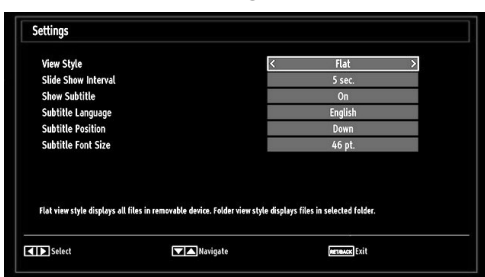 Settings
View Style < Flat >
Slide Show Interval 5 sec.
Show Subtitle On
Subtitle Language English
Subtitle Position Down
Subtitle Font Size 46 pt.
Flat view style displays all files in removable device. Folder view style displays files in selected folder.
Select Navigate RET/BACK Exit